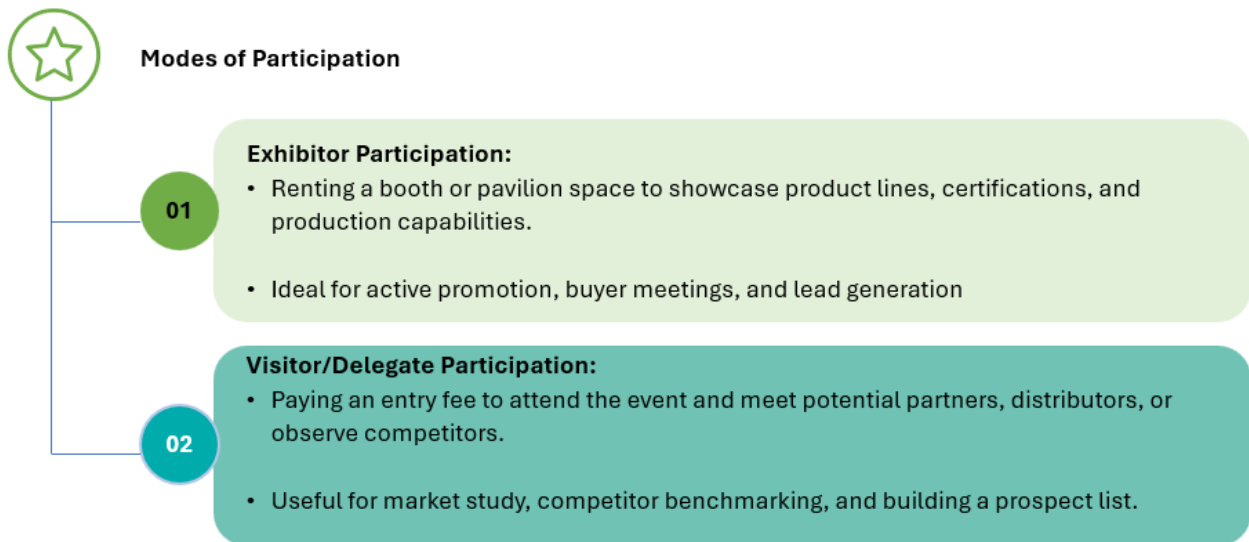 Modes of Participation
01
Exhibitor Participation:
• Renting a booth or pavilion space to showcase product lines, certifications, and
production capabilities.
• Ideal for active promotion, buyer meetings, and lead generation
02
Visitor/Delegate Participation:
• Paying an entry fee to attend the event and meet potential partners, distributors, or
observe competitors.
• Useful for market study, competitor benchmarking, and building a prospect list.